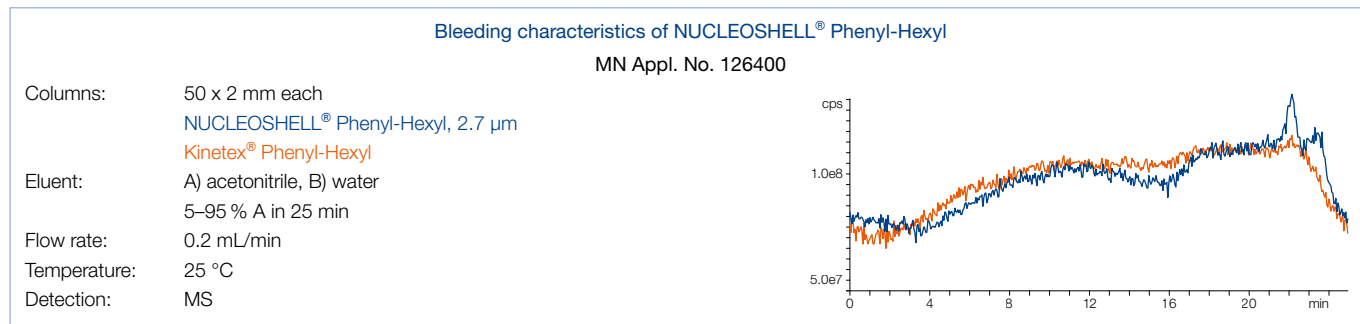 Bleeding characteristics of NUCLEOSHELL® Phenyl-Hexyl
MN Appl. No. 126400
Columns: 50 x 2 mm each
NUCLEOSHELL® Phenyl-Hexyl, 2.7 µm
Kinetex® Phenyl-Hexyl
Eluent: A) acetonitrile, B) water
5–95 % A in 25 min
Flow rate: 0.2 mL/min
Temperature: 25 °C
Detection: MS
cps
1.0e8
5.0e7
0 4 8 12 16 20 min